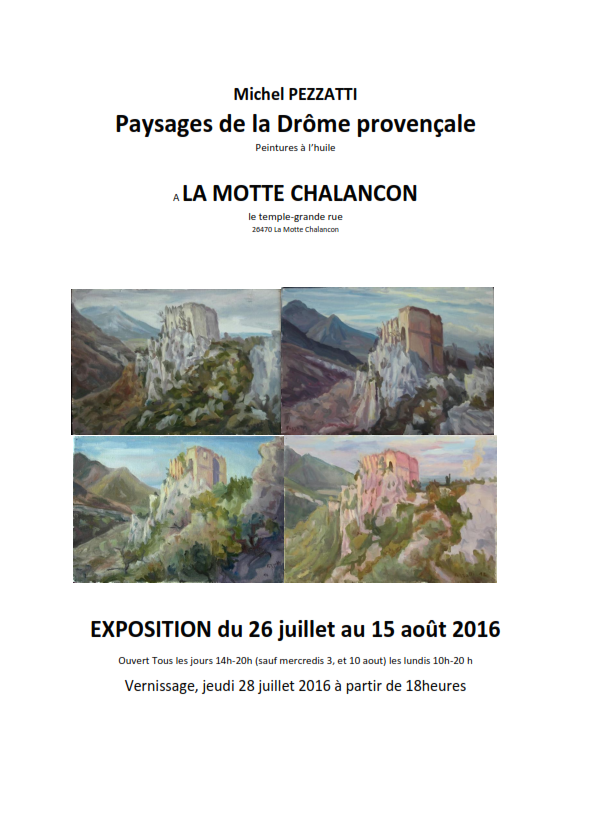 Michel PEZZATTI
Paysages de la Drôme provençale
Peintures à l'huile
A LA MOTTE CHALANCON
le temple-grande rue
26470 La Motte Chalancon
EXPOSITION du 26 juillet au 15 août 2016
Ouvert Tous les jours 14h-20h (sauf mercredis 3, et 10 aout) les lundis 10h-20 h
Vernissage, jeudi 28 juillet 2016 à partir de 18heures